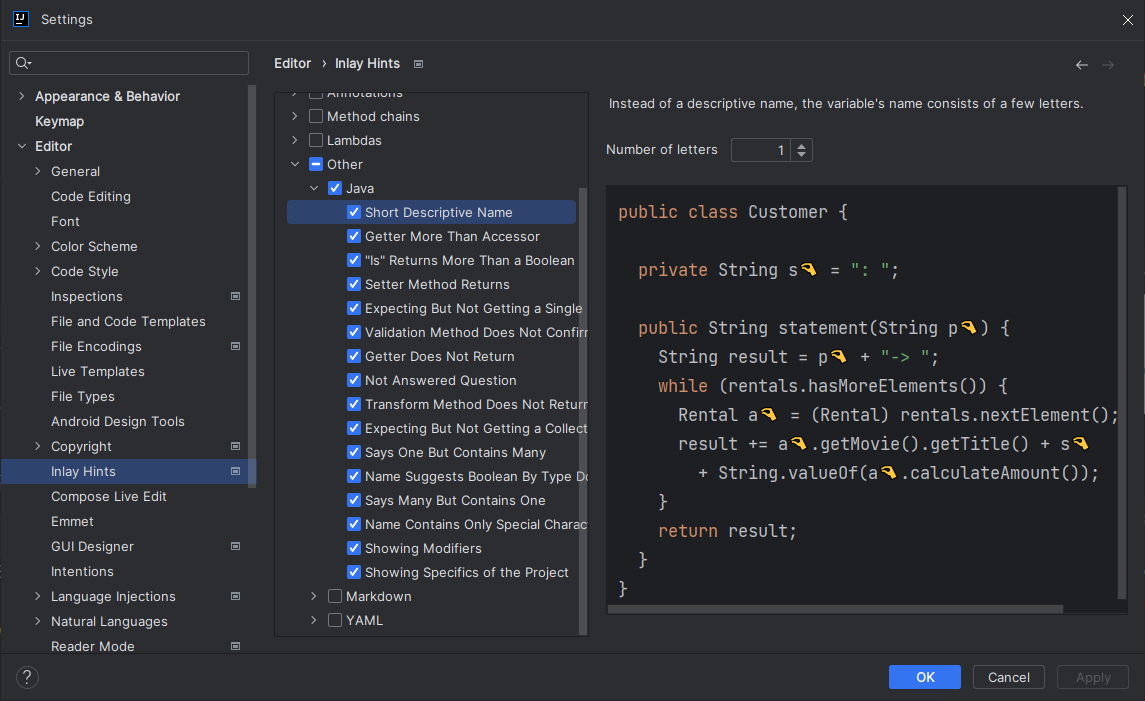 Settings
Editor › Inlay Hints
Appearance & Behavior
Keymap
Editor
General
Code Editing
Font
Color Scheme
Code Style
Inspections
File and Code Templates
File Encodings
Live Templates
File Types
Android Design Tools
Copyright
Inlay Hints
Compose Live Edit
Emmet
GUI Designer
Intentions
Language Injections
Natural Languages
Reader Mode
Annotations
Method chains
Lambdas
Other
Java
Short Descriptive Name
Getter More Than Accessor
"Is" Returns More Than a Boolean
Setter Method Returns
Expecting But Not Getting a Single
Validation Method Does Not Confirm
Getter Does Not Return
Not Answered Question
Transform Method Does Not Return
Expecting But Not Getting a Collect
Says One But Contains Many
Name Suggests Boolean By Type Do
Says Many But Contains One
Name Contains Only Special Charac
Showing Modifiers
Showing Specifics of the Project
Markdown
YAML
Instead of a descriptive name, the variable's name consists of a few letters.
Number of letters 1
public class Customer {
private String s👈 = ": ";
public String statement(String p👈) {
String result = p👈 + "-> ";
while (rentals.hasMoreElements()) {
Rental a👈 = (Rental) rentals.nextElement();
result += a👈.getMovie().getTitle() + s👈
+ String.valueOf(a👈.calculateAmount());
}
return result;
}
}
?
OK
Cancel
Apply